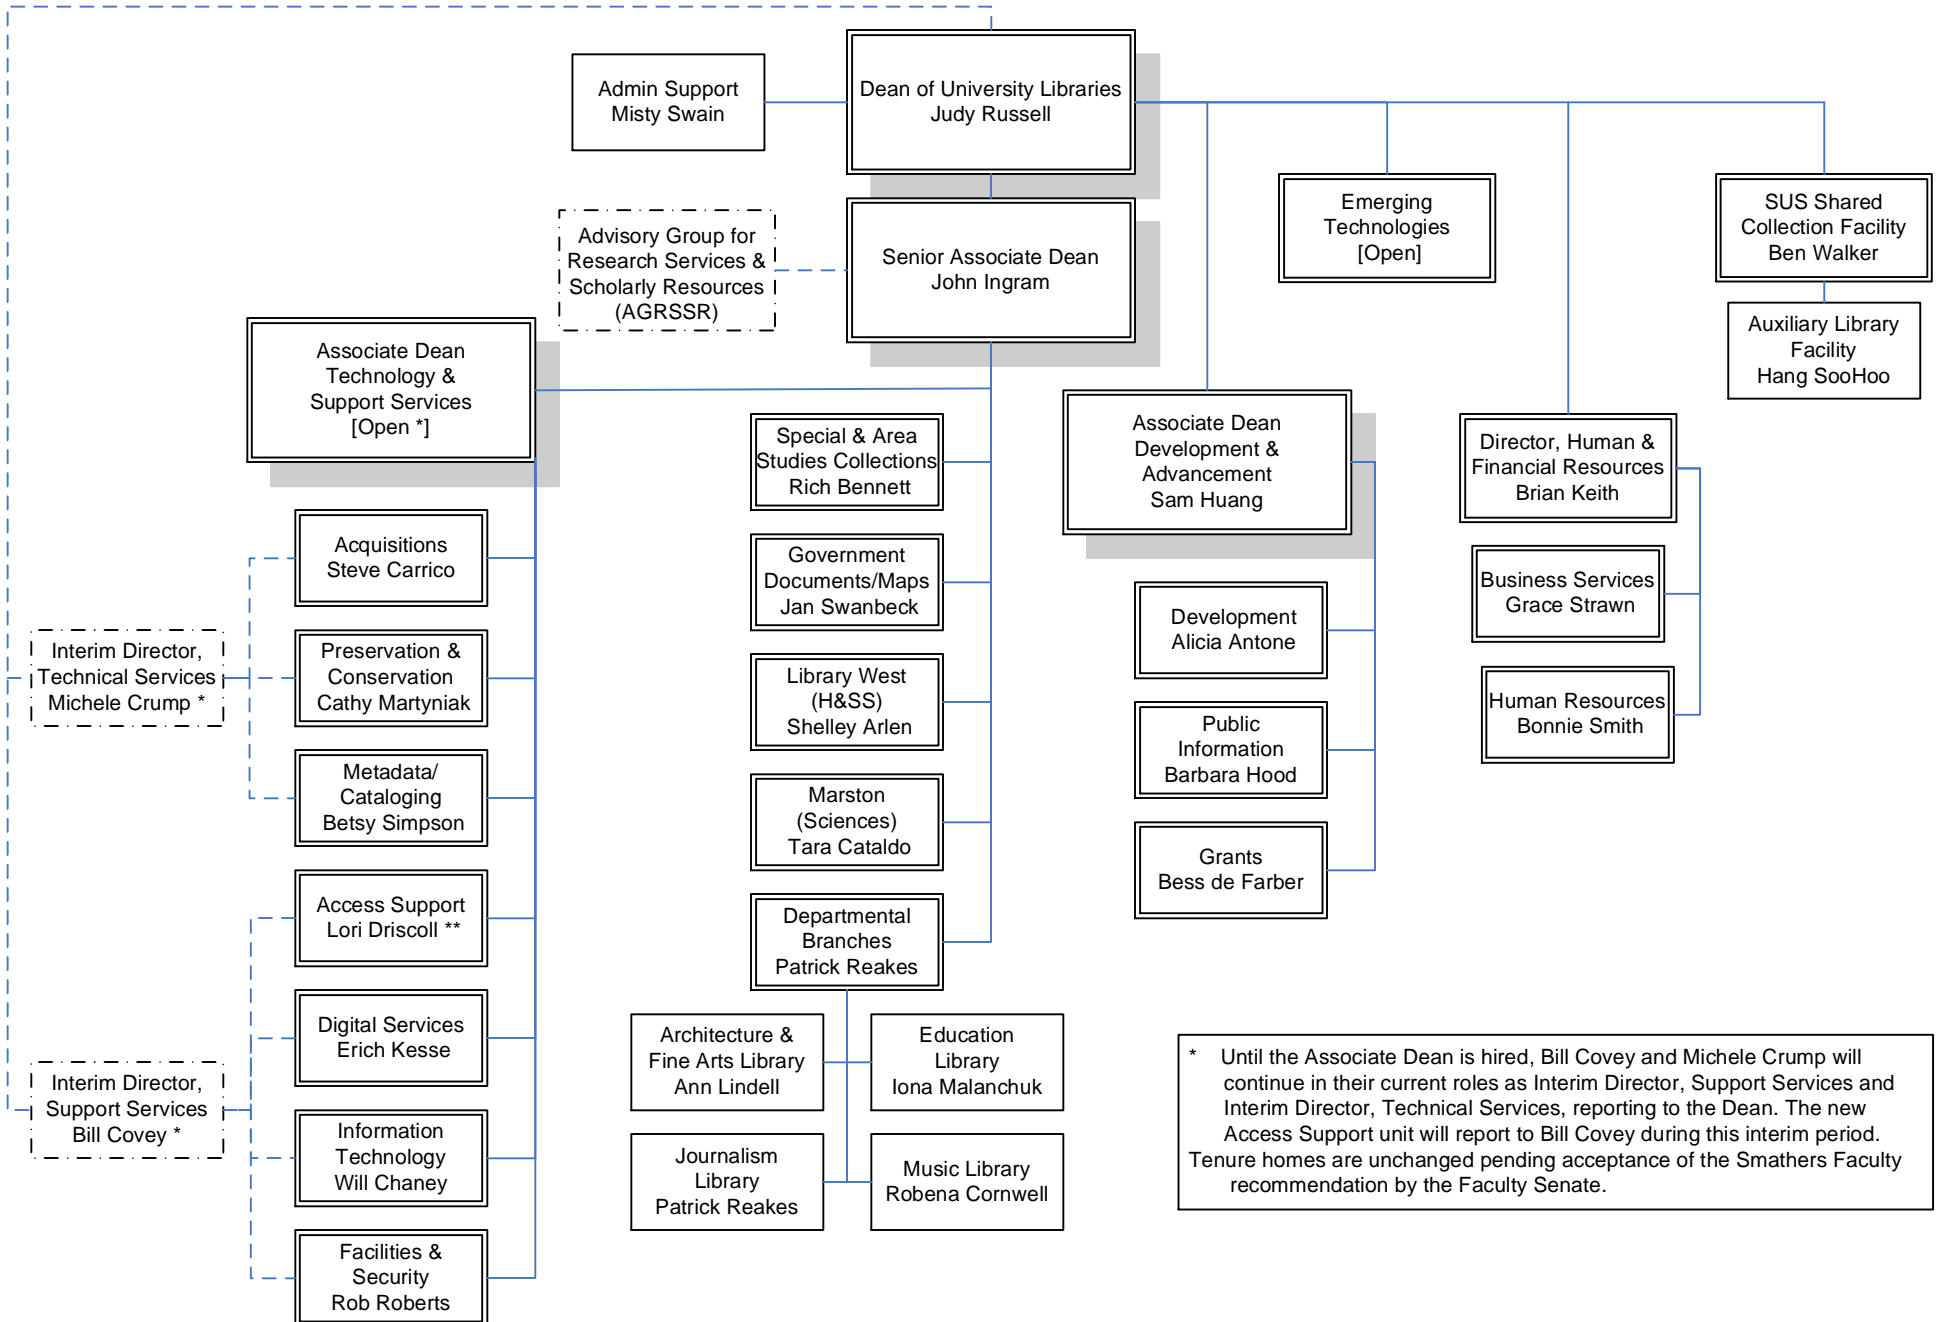 Admin Support
Misty Swain
Dean of University Libraries
Judy Russell
Advisory Group for
Research Services &
Scholarly Resources
(AGRSSR)
Senior Associate Dean
John Ingram
Emerging
Technologies
[Open]
SUS Shared
Collection Facility
Ben Walker
Auxiliary Library
Facility
Hang SooHoo
Associate Dean
Technology &
Support Services
[Open *]
Special & Area
Studies Collections
Rich Bennett
Associate Dean
Development &
Advancement
Sam Huang
Director, Human &
Financial Resources
Brian Keith
Acquisitions
Steve Carrico
Government
Documents/Maps
Jan Swanbeck
Business Services
Grace Strawn
Development
Alicia Antone
Interim Director,
Technical Services
Michele Crump *
Preservation &
Conservation
Cathy Martyniak
Library West
(H&SS)
Shelley Arlen
Human Resources
Bonnie Smith
Public
Information
Barbara Hood
Metadata/
Cataloging
Betsy Simpson
Marston
(Sciences)
Tara Cataldo
Grants
Bess de Farber
Access Support
Lori Driscoll **
Departmental
Branches
Patrick Reakes
Digital Services
Erich Kesse
Architecture &
Fine Arts Library
Ann Lindell
Education
Library
Iona Malanchuk
Interim Director,
Support Services
Bill Covey *
Information
Technology
Will Chaney
Journalism
Library
Patrick Reakes
Music Library
Robena Cornwell
Facilities &
Security
Rob Roberts
* Until the Associate Dean is hired, Bill Covey and Michele Crump will
continue in their current roles as Interim Director, Support Services and
Interim Director, Technical Services, reporting to the Dean. The new
Access Support unit will report to Bill Covey during this interim period.
Tenure homes are unchanged pending acceptance of the Smathers Faculty
recommendation by the Faculty Senate.